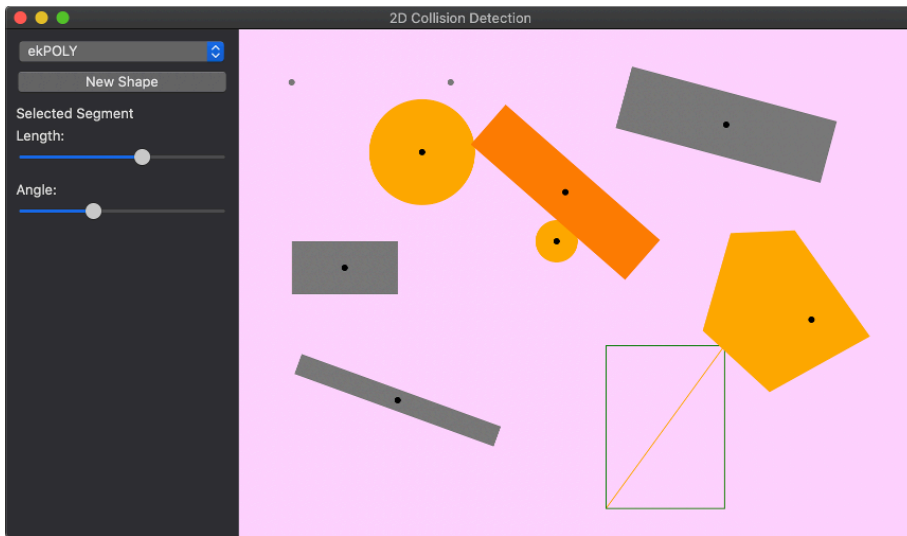 2D Collision Detection
ekPOLY
New Shape
Selected Segment
Length:
Angle: